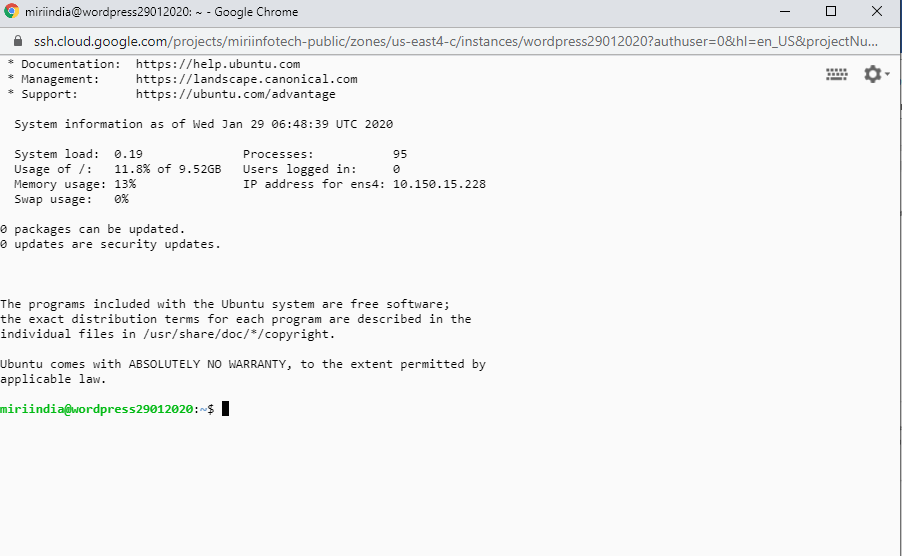 miriindia@wordpress29012020: ~ - Google Chrome
ssh.cloud.google.com/projects/miriinfotech-public/zones/us-east4-c/instances/wordpress29012020?authuser=0&hl=en_US&projectNu...
* Documentation:  https://help.ubuntu.com
* Management:     https://landscape.canonical.com
* Support:        https://ubuntu.com/advantage
System information as of Wed Jan 29 06:48:39 UTC 2020
System load:  0.19              Processes:           95
Usage of /:   11.8% of 9.52GB   Users logged in:     0
Memory usage: 13%               IP address for ens4: 10.150.15.228
Swap usage:   0%
0 packages can be updated.
0 updates are security updates.
The programs included with the Ubuntu system are free software;
the exact distribution terms for each program are described in the
individual files in /usr/share/doc/*/copyright.
Ubuntu comes with ABSOLUTELY NO WARRANTY, to the extent permitted by
applicable law.
miriindia@wordpress29012020:~$